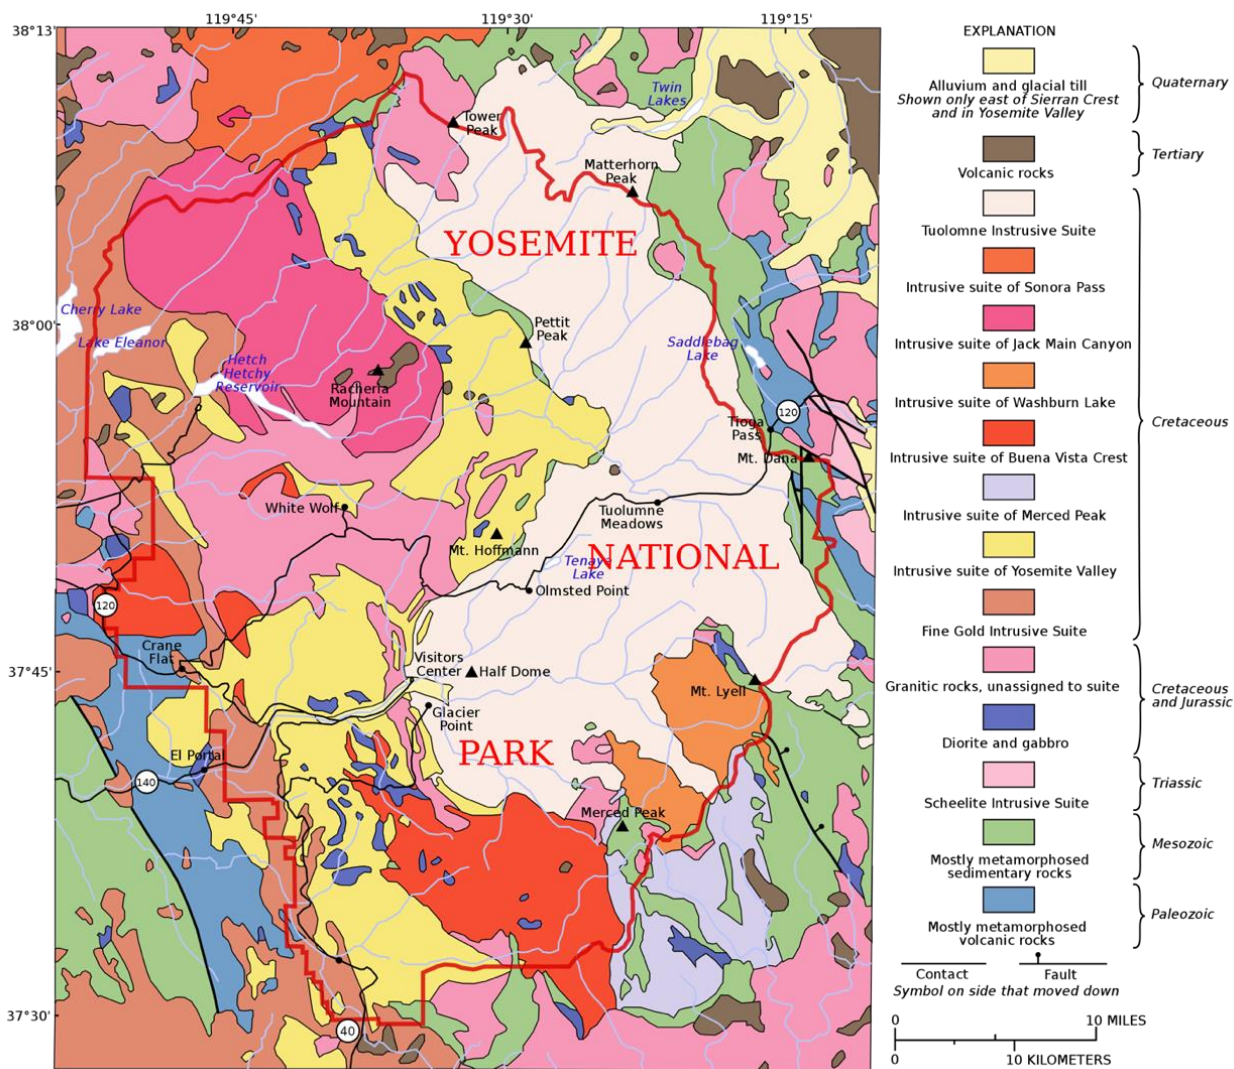 119°45'
119°30'
119°15'
38°13'
38°00'
37°45'
37°30'
Twin
Lakes
Tower
Peak
Matterhorn
Peak
YOSEMITE
Cherry Lake
Lake Eleanor
Pettit
Peak
Hetch
Hetchy
Reservoir
Saddlebag
Lake
Racheria
Mountain
120
Tioga
Pass
Mt. Dana
White Wolf
Tuolumne
Meadows
Mt. Hoffmann
NATIONAL
Tenaya
Lake
Olmsted Point
120
Crane
Flat
Visitors
Center
Half Dome
Mt. Lyell
Glacier
Point
El Portal
PARK
140
Merced Peak
40
EXPLANATION
Alluvium and glacial till
Shown only east of Sierran Crest
and in Yosemite Valley
Quaternary
Volcanic rocks
Tertiary
Tuolomne Instrusive Suite
Intrusive suite of Sonora Pass
Intrusive suite of Jack Main Canyon
Intrusive suite of Washburn Lake
Cretaceous
Intrusive suite of Buena Vista Crest
Intrusive suite of Merced Peak
Intrusive suite of Yosemite Valley
Fine Gold Intrusive Suite
Granitic rocks, unassigned to suite
Cretaceous
and Jurassic
Diorite and gabbro
Scheelite Intrusive Suite
Triassic
Mostly metamorphosed
sedimentary rocks
Mesozoic
Mostly metamorphosed
volcanic rocks
Paleozoic
Contact
Fault
Symbol on side that moved down
0
10 MILES
0
10 KILOMETERS